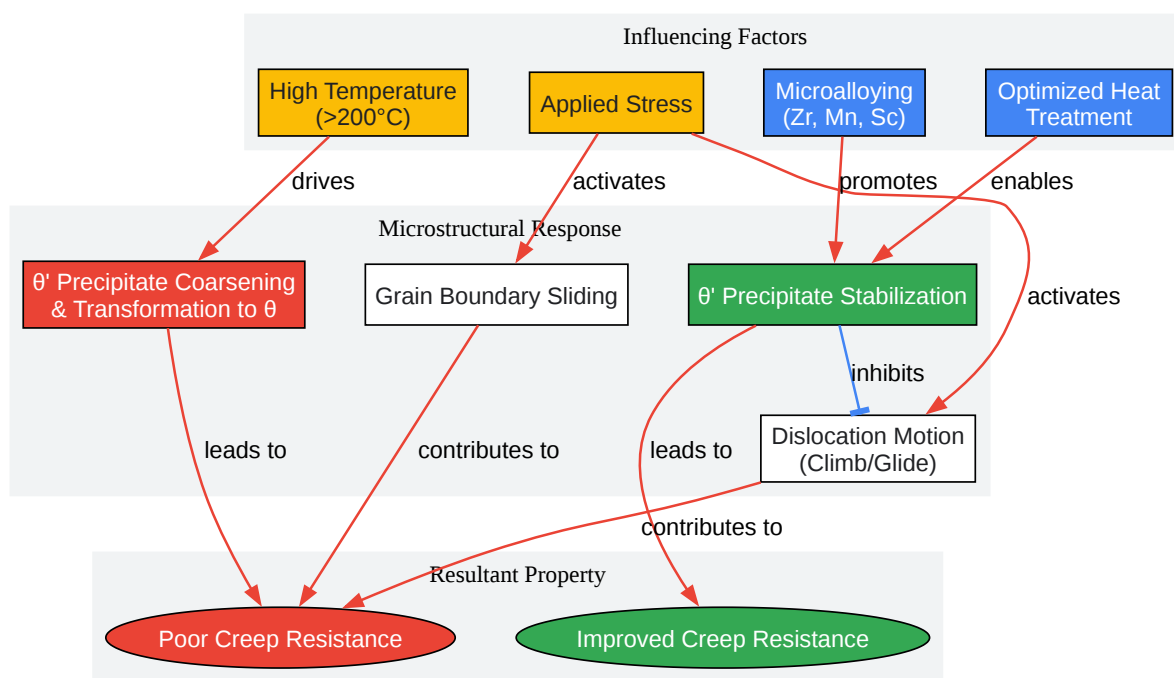 Influencing Factors
High Temperature
(>200°C)
Applied Stress
Microalloying
(Zr, Mn, Sc)
Optimized Heat
Treatment
drives
activates
promotes
enables
Microstructural Response
θ' Precipitate Coarsening
& Transformation to θ
Grain Boundary Sliding
θ' Precipitate Stabilization
activates
inhibits
Dislocation Motion
(Climb/Glide)
leads to
contributes to
leads to
contributes to
Resultant Property
Poor Creep Resistance
Improved Creep Resistance